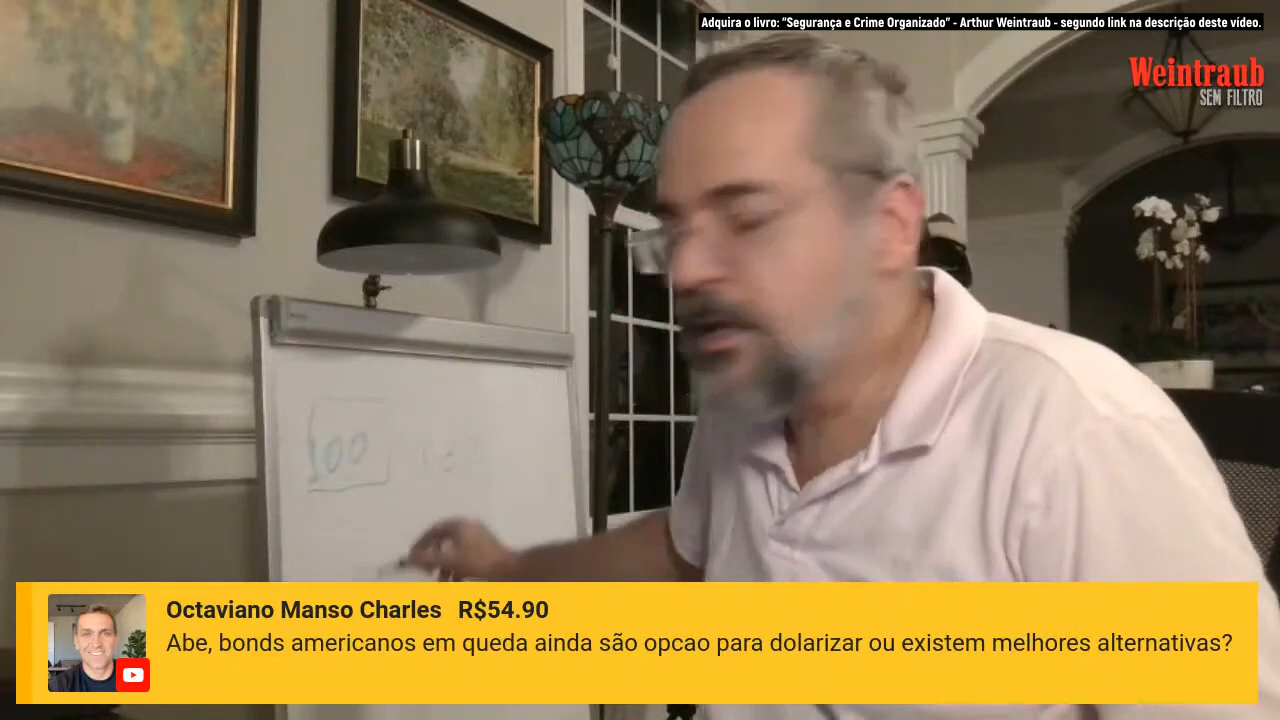 Adquira o livro: "Segurança e Crime Organizado" - Arthur Weintraub - segundo link na descrição deste vídeo.
Weintraub
SEM FILTRO
100
Octaviano Manso Charles R$54.90
Abe, bonds americanos em queda ainda são opcao para dolarizar ou existem melhores alternativas?